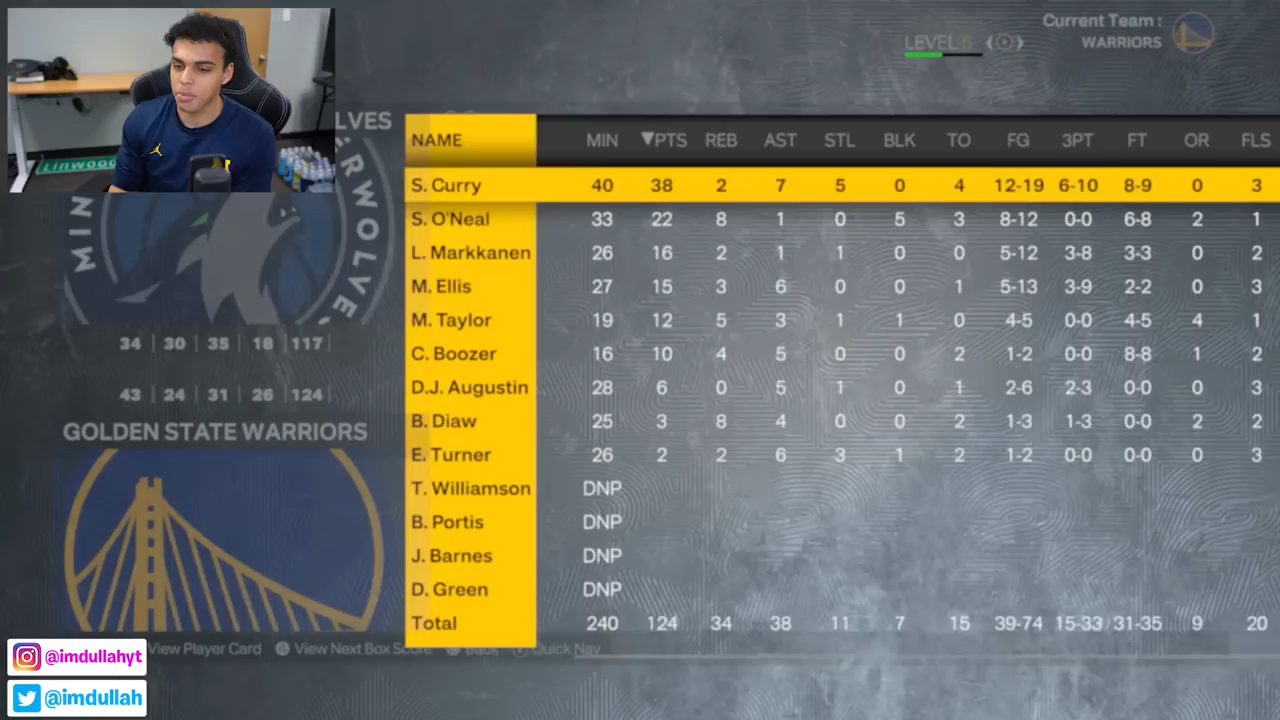 Current Team :
WARRIORS
LEVEL 6
Linwood
LVES
MIN
RWOLVES
34 | 30 | 35 | 18 | 117
43 | 24 | 31 | 26 | 124
GOLDEN STATE WARRIORS
NAME MIN ▼PTS REB AST STL BLK TO FG 3PT FT OR FLS
S. Curry 40 38 2 7 5 0 4 12-19 6-10 8-9 0 3
S. O'Neal 33 22 8 1 0 5 3 8-12 0-0 6-8 2 1
L. Markkanen 26 16 2 1 1 0 0 5-12 3-8 3-3 0 2
M. Ellis 27 15 3 6 0 0 1 5-13 3-9 2-2 0 3
M. Taylor 19 12 5 3 1 1 0 4-5 0-0 4-5 4 1
C. Boozer 16 10 4 5 0 0 2 1-2 0-0 8-8 1 2
D.J. Augustin 28 6 0 5 1 0 1 2-6 2-3 0-0 0 3
B. Diaw 25 3 8 4 0 0 2 1-3 1-3 0-0 2 2
E. Turner 26 2 2 6 3 1 2 1-2 0-0 0-0 0 3
T. Williamson DNP
B. Portis DNP
J. Barnes DNP
D. Green DNP
Total 240 124 34 38 11 7 15 39-74 15-33 31-35 9 20
View Player Card View Next Box Score Back Quick Nav
@imdullahyt
@imdullah